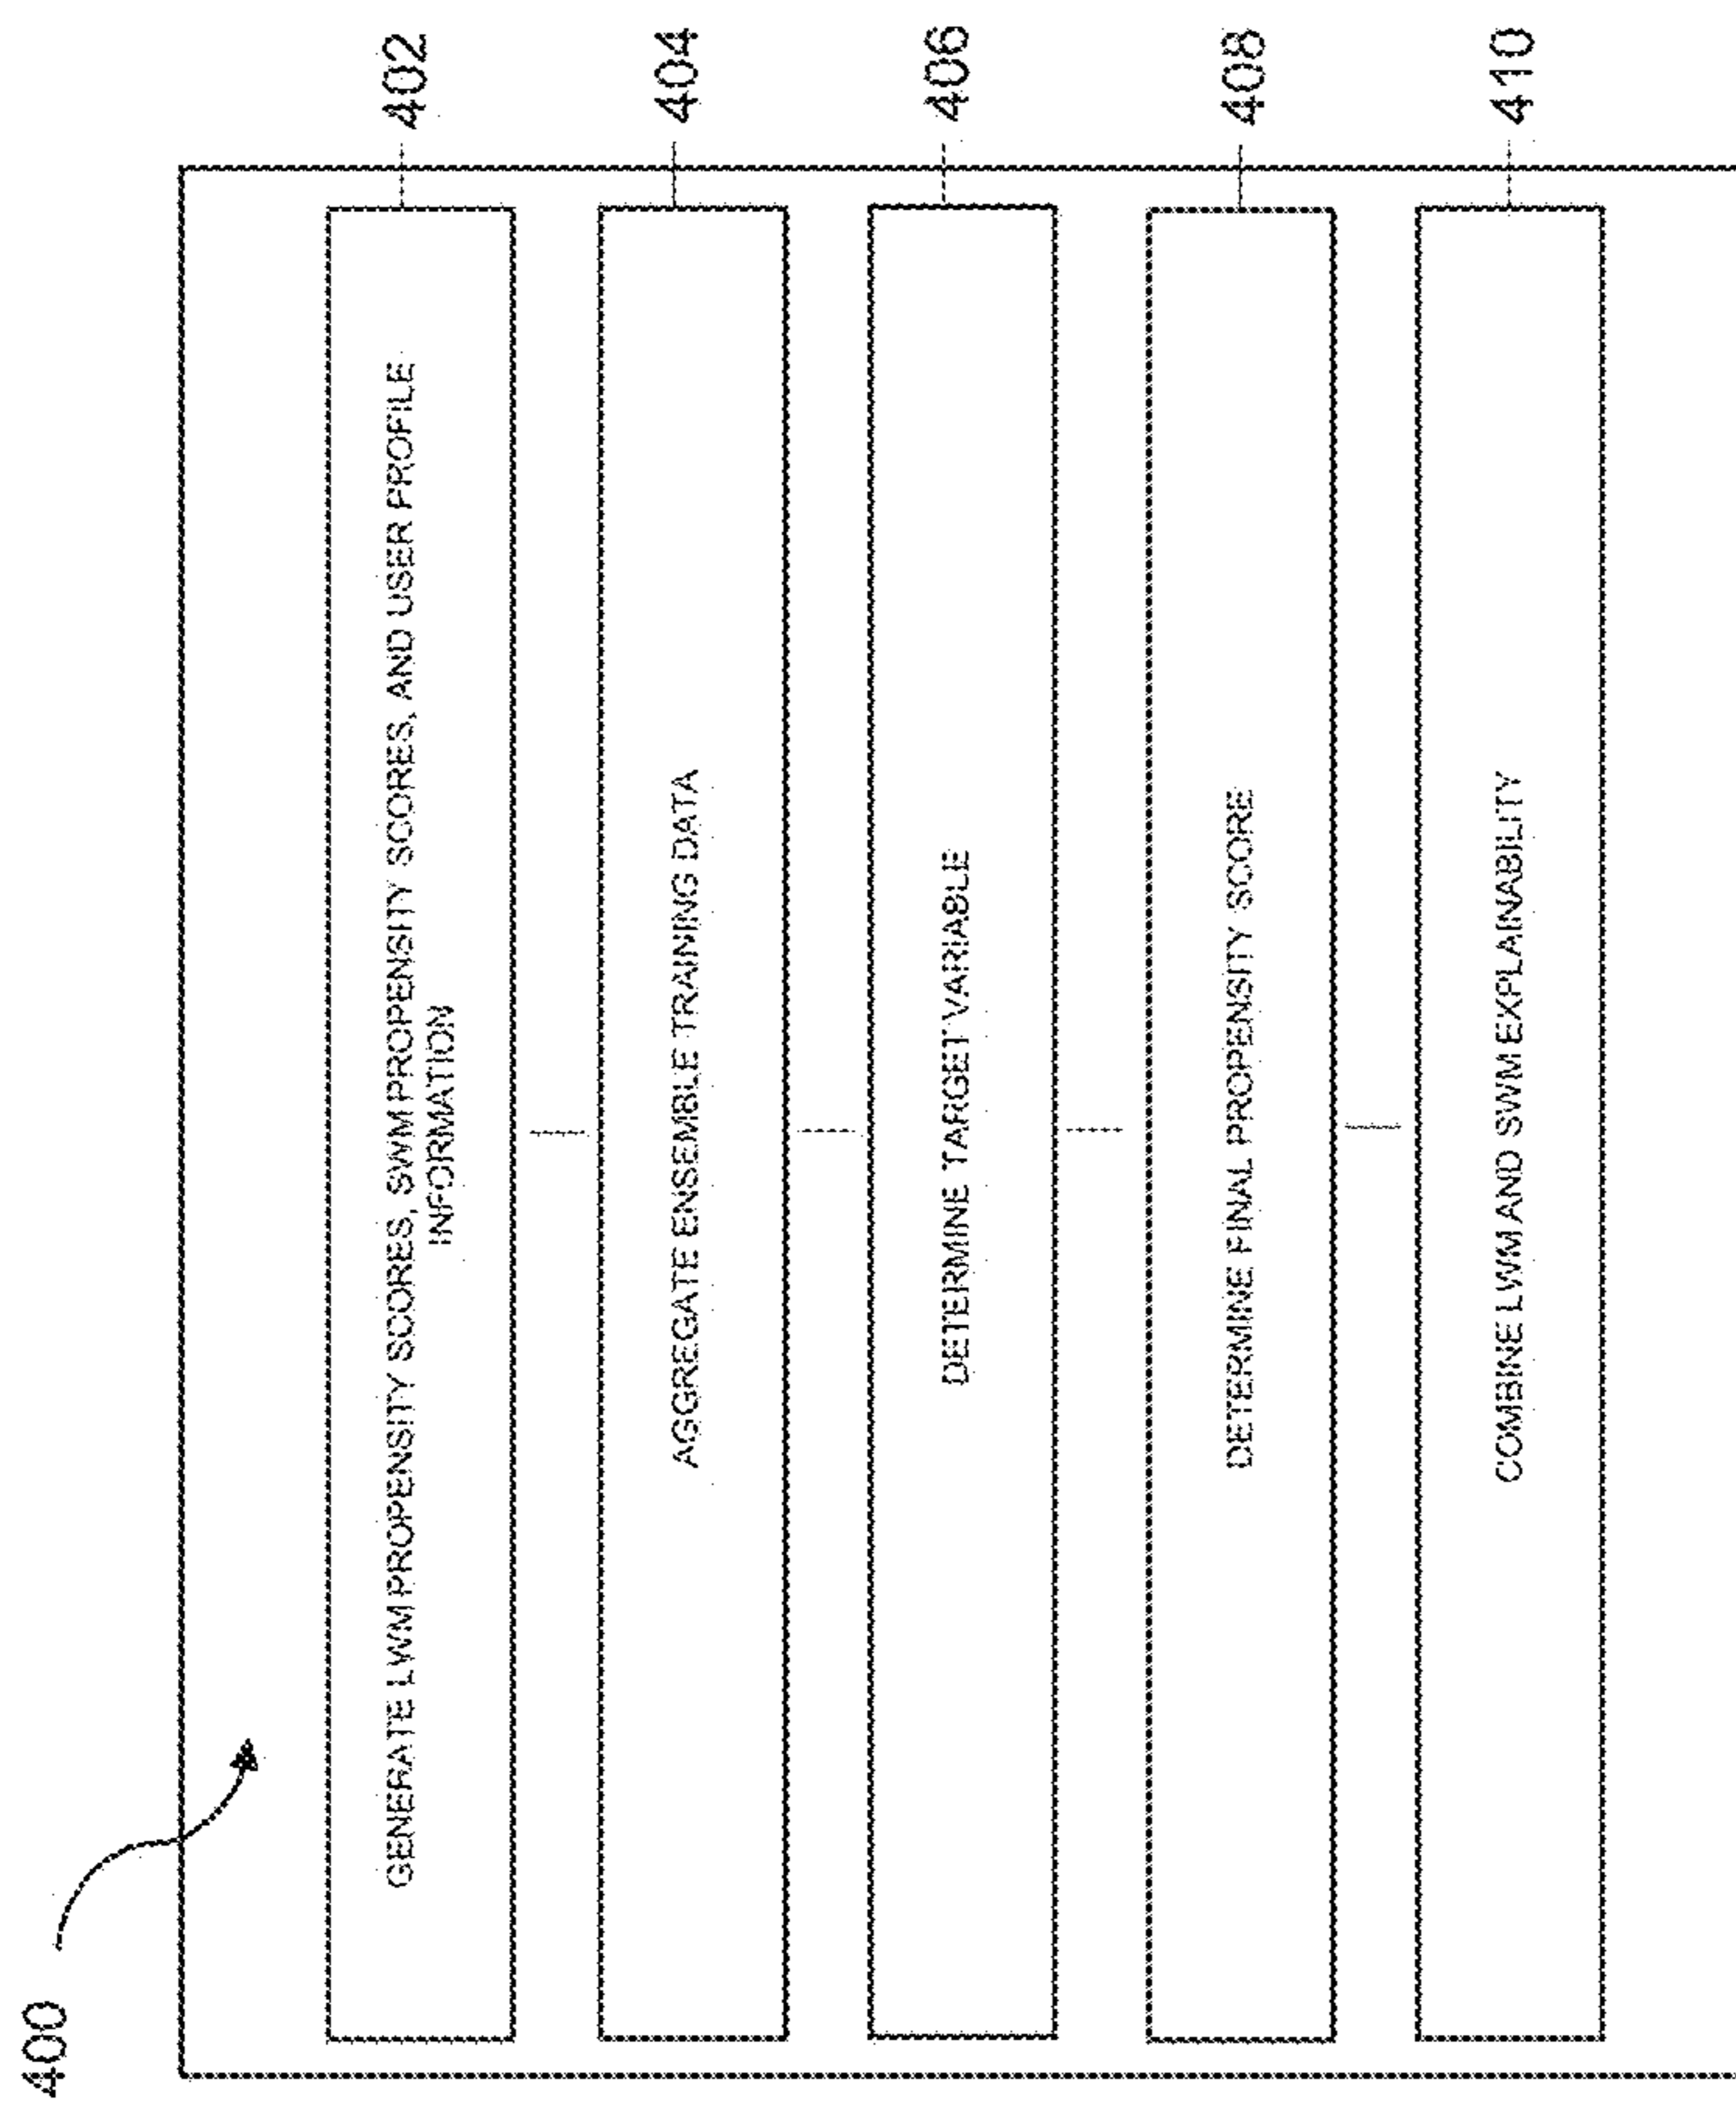 400
GENERATE LWM PROPENSITY SCORES, SWM PROPENSITY SCORES, AND USER PROFILE
INFORMATION
402
AGGREGATE ENSEMBLE TRAINING DATA
404
DETERMINE TARGET VARIABLE
406
DETERMINE FINAL PROPENSITY SCORE
408
COMBINE LWM AND SWM EXPLAINABILITY
410